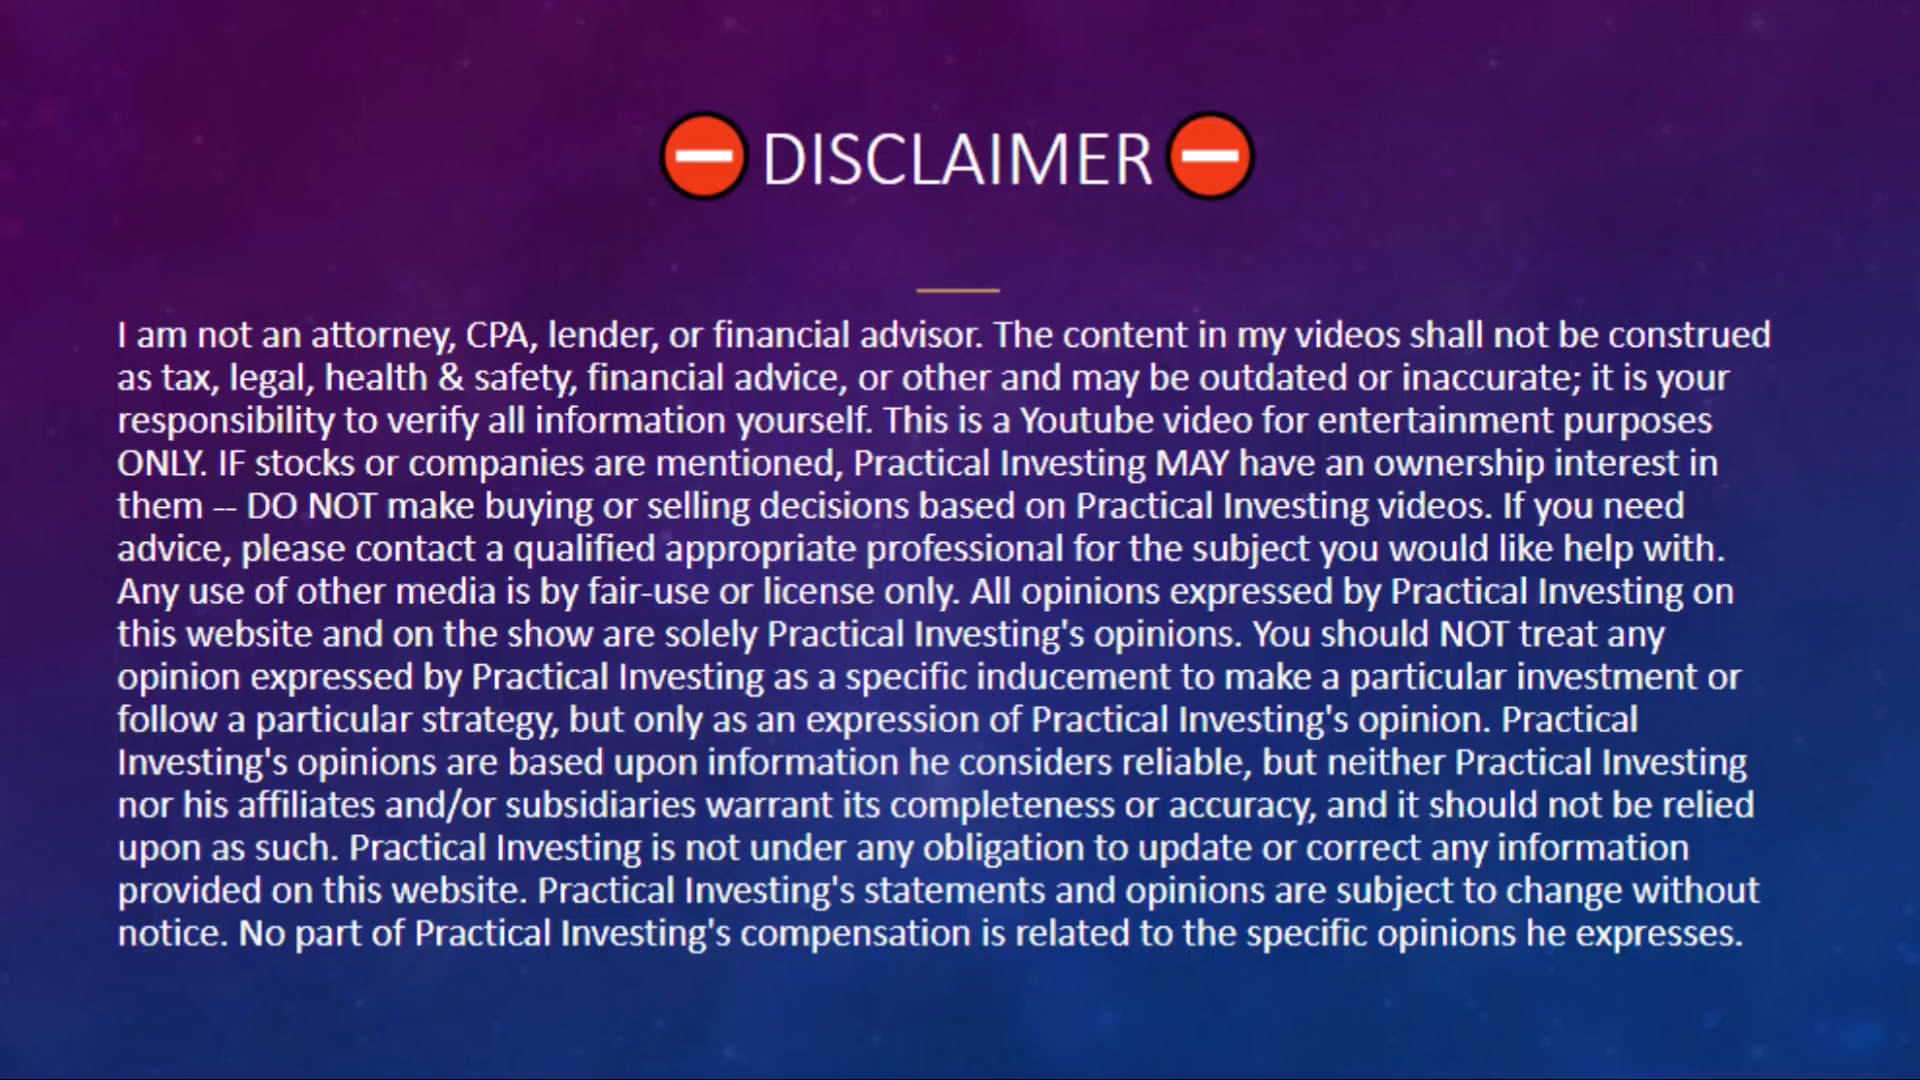 DISCLAIMER
I am not an attorney, CPA, lender, or financial advisor. The content in my videos shall not be construed
as tax, legal, health & safety, financial advice, or other and may be outdated or inaccurate; it is your
responsibility to verify all information yourself. This is a Youtube video for entertainment purposes
ONLY. IF stocks or companies are mentioned, Practical Investing MAY have an ownership interest in
them -- DO NOT make buying or selling decisions based on Practical Investing videos. If you need
advice, please contact a qualified appropriate professional for the subject you would like help with.
Any use of other media is by fair-use or license only. All opinions expressed by Practical Investing on
this website and on the show are solely Practical Investing's opinions. You should NOT treat any
opinion expressed by Practical Investing as a specific inducement to make a particular investment or
follow a particular strategy, but only as an expression of Practical Investing's opinion. Practical
Investing's opinions are based upon information he considers reliable, but neither Practical Investing
nor his affiliates and/or subsidiaries warrant its completeness or accuracy, and it should not be relied
upon as such. Practical Investing is not under any obligation to update or correct any information
provided on this website. Practical Investing's statements and opinions are subject to change without
notice. No part of Practical Investing's compensation is related to the specific opinions he expresses.